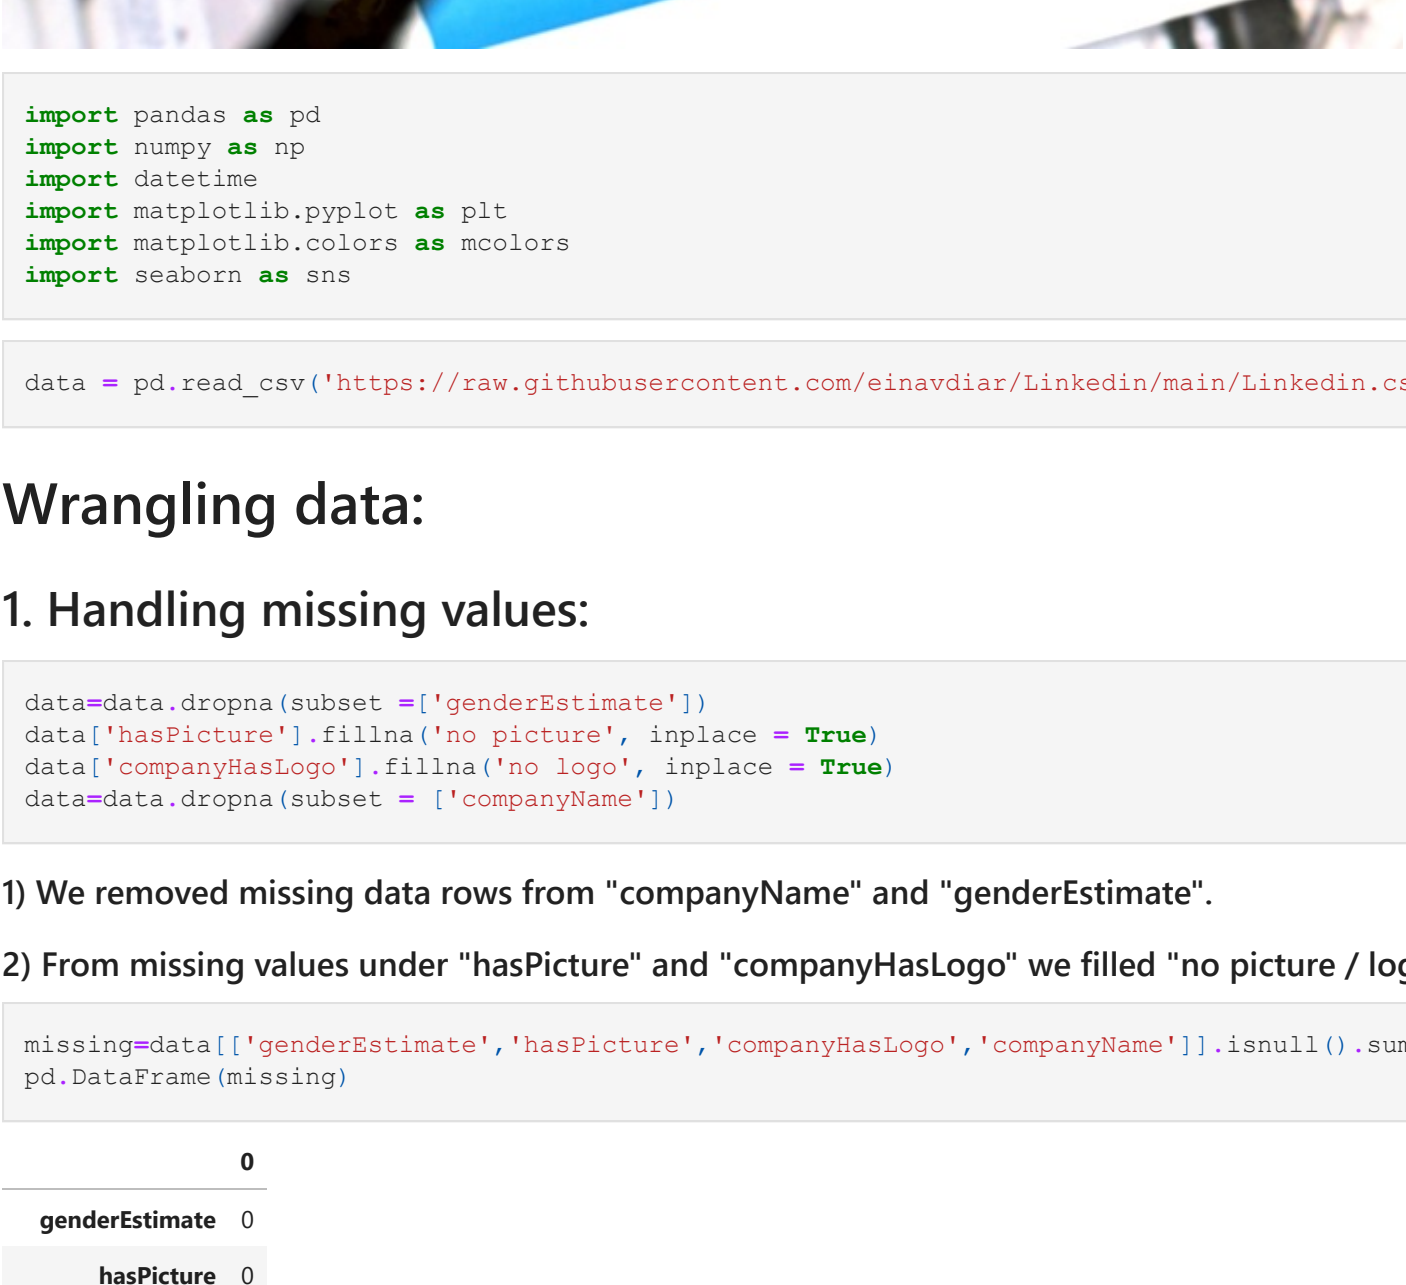 import pandas as pd
import numpy as np
import datetime
import matplotlib.pyplot as plt
import matplotlib.colors as mcolors
import seaborn as sns
data = pd.read_csv('https://raw.githubusercontent.com/einavdiar/Linkedin/main/Linkedin.cs
Wrangling data:
1. Handling missing values:
data=data.dropna(subset =['genderEstimate'])
data['hasPicture'].fillna('no picture', inplace = True)
data['companyHasLogo'].fillna('no logo', inplace = True)
data=data.dropna(subset = ['companyName'])
1) We removed missing data rows from "companyName" and "genderEstimate".
2) From missing values under "hasPicture" and "companyHasLogo" we filled "no picture / log
missing=data[['genderEstimate','hasPicture','companyHasLogo','companyName']].isnull().sum
pd.DataFrame(missing)
0
genderEstimate 0
hasPicture 0